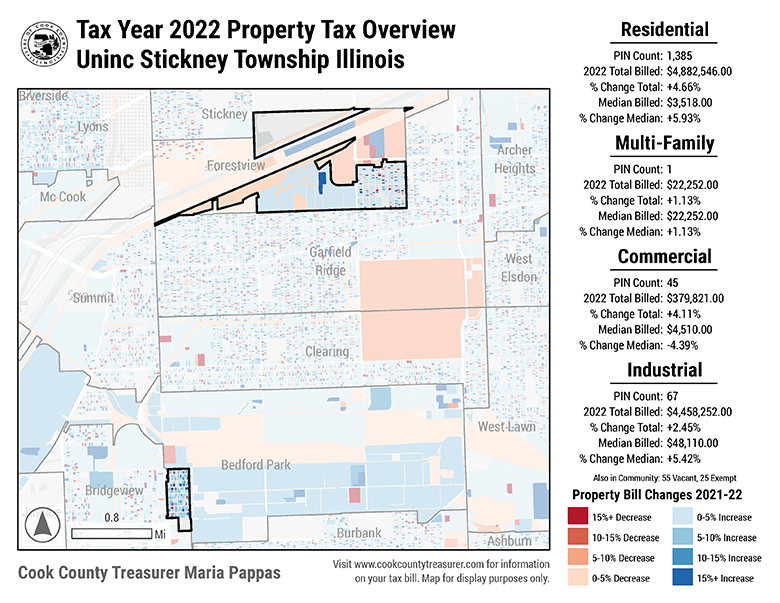 Tax Year 2022 Property Tax Overview
Uninc Stickney Township Illinois
Riverside
Lyons
Stickney
Forestview
Mc Cook
Archer
Heights
Garfield
Ridge
West
Elsdon
Summit
Clearing
West Lawn
Bedford Park
Bridgeview
Burbank
Ashburn
0.8
Mi
Residential
PIN Count: 1,385
2022 Total Billed: $4,882,546.00
% Change Total: +4.66%
Median Billed: $3,518.00
% Change Median: +5.93%
Multi-Family
PIN Count: 1
2022 Total Billed: $22,252.00
% Change Total: +1.13%
Median Billed: $22,252.00
% Change Median: +1.13%
Commercial
PIN Count: 45
2022 Total Billed: $379,821.00
% Change Total: +4.11%
Median Billed: $4,510.00
% Change Median: -4.39%
Industrial
PIN Count: 67
2022 Total Billed: $4,458,252.00
% Change Total: +2.45%
Median Billed: $48,110.00
% Change Median: +5.42%
Also in Community: 55 Vacant, 25 Exempt
Property Bill Changes 2021-22
15%+ Decrease
10-15% Decrease
5-10% Decrease
0-5% Decrease
0-5% Increase
5-10% Increase
10-15% Increase
15%+ Increase
Cook County Treasurer Maria Pappas
Visit www.cookcountytreasurer.com for information
on your tax bill. Map for display purposes only.